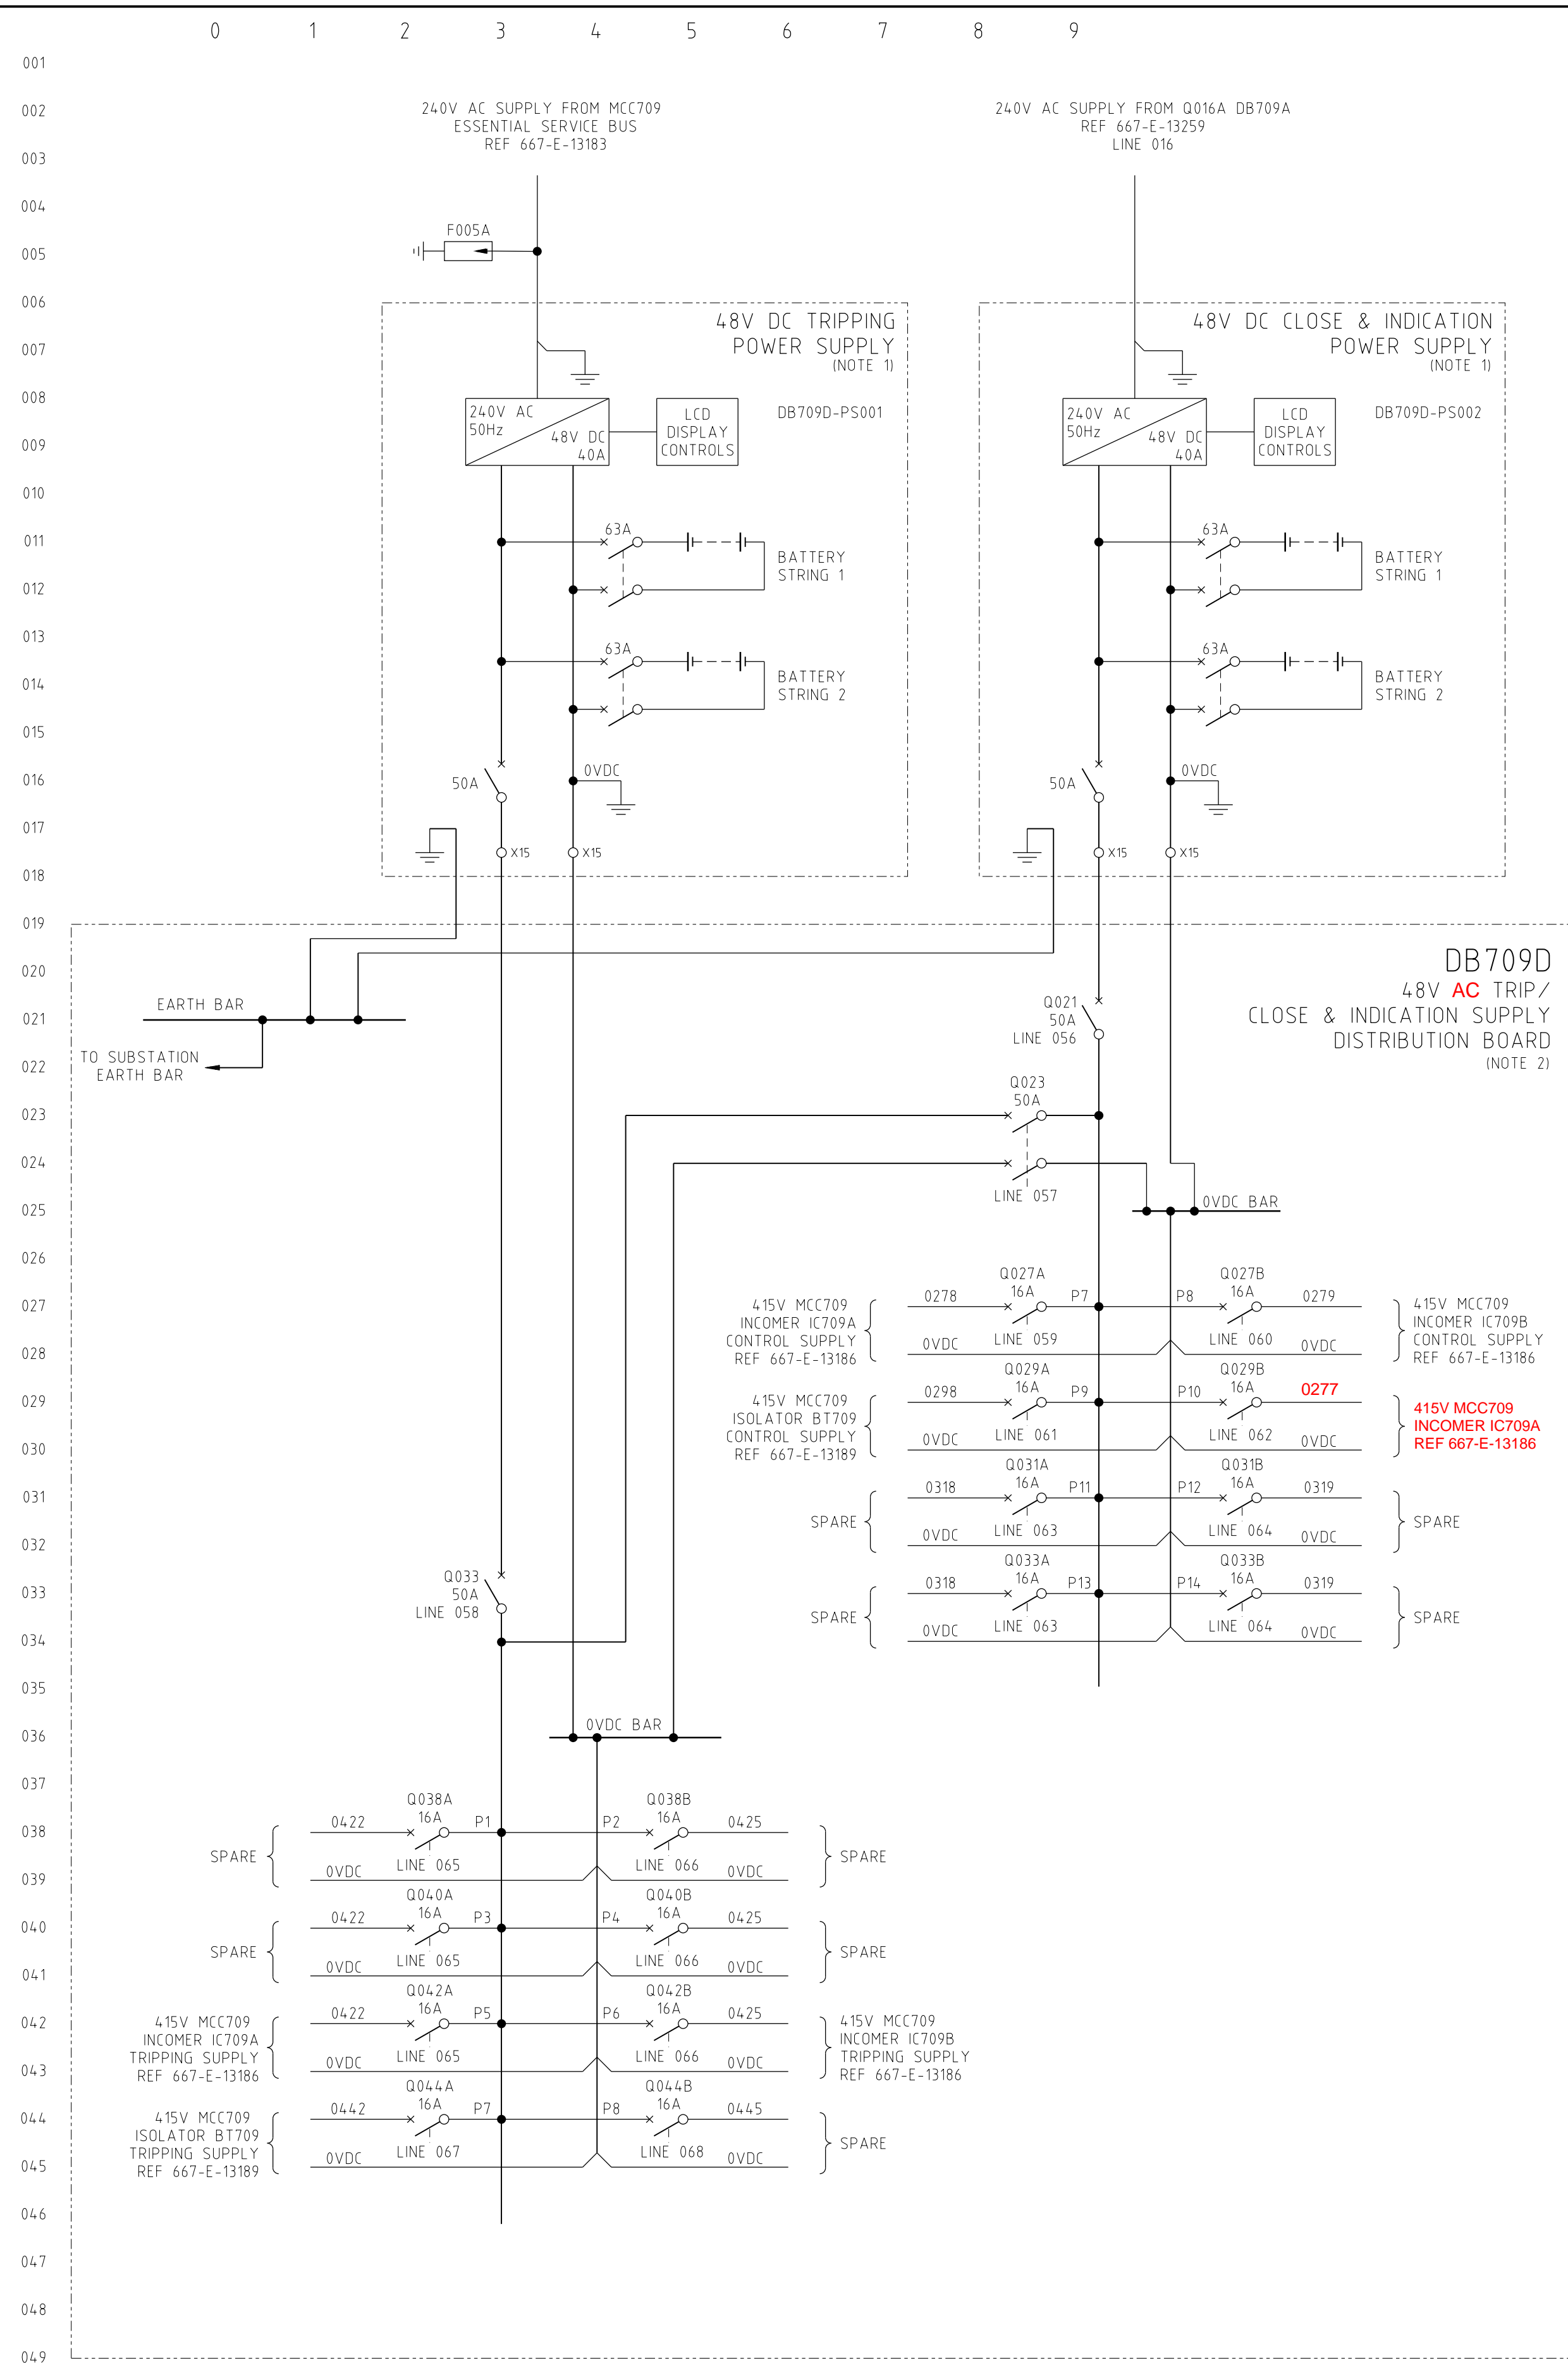 0 1 2 3 4 5 6 7 8 9
001
002
003
004
005
006
007
008
009
010
011
012
013
014
015
016
017
018
019
020
021
022
023
024
025
026
027
028
029
030
031
032
033
034
035
036
037
038
039
040
041
042
043
044
045
046
047
048
049
240V AC SUPPLY FROM MCC709
ESSENTIAL SERVICE BUS
REF 667-E-13183
240V AC SUPPLY FROM Q016A DB709A
REF 667-E-13259
LINE 016
F005A
48V DC TRIPPING
POWER SUPPLY
(NOTE 1)
240V AC
50Hz
48V DC
40A
LCD
DISPLAY
CONTROLS
DB709D-PS001
63A
BATTERY
STRING 1
63A
BATTERY
STRING 2
50A
0VDC
X15
X15
48V DC CLOSE & INDICATION
POWER SUPPLY
(NOTE 1)
240V AC
50Hz
48V DC
40A
LCD
DISPLAY
CONTROLS
DB709D-PS002
63A
BATTERY
STRING 1
63A
BATTERY
STRING 2
50A
0VDC
X15
X15
DB709D
48V AC TRIP/
CLOSE & INDICATION SUPPLY
DISTRIBUTION BOARD
(NOTE 2)
EARTH BAR
TO SUBSTATION
EARTH BAR
Q021
50A
LINE 056
Q023
50A
LINE 057
0VDC BAR
415V MCC709
INCOMER IC709A
CONTROL SUPPLY
REF 667-E-13186
0278
0VDC
Q027A
16A
LINE 059
P7
P8
Q027B
16A
LINE 060
0279
0VDC
415V MCC709
INCOMER IC709B
CONTROL SUPPLY
REF 667-E-13186
415V MCC709
ISOLATOR BT709
CONTROL SUPPLY
REF 667-E-13189
0298
0VDC
Q029A
16A
LINE 061
P9
P10
Q029B
16A
LINE 062
0277
0VDC
415V MCC709
INCOMER IC709A
REF 667-E-13186
SPARE
0318
0VDC
Q031A
16A
LINE 063
P11
P12
Q031B
16A
LINE 064
0319
0VDC
SPARE
SPARE
0318
0VDC
Q033A
16A
LINE 063
P13
P14
Q033B
16A
LINE 064
0319
0VDC
SPARE
Q033
50A
LINE 058
0VDC BAR
SPARE
0422
0VDC
Q038A
16A
LINE 065
P1
P2
Q038B
16A
LINE 066
0425
0VDC
SPARE
SPARE
0422
0VDC
Q040A
16A
LINE 065
P3
P4
Q040B
16A
LINE 066
0425
0VDC
SPARE
415V MCC709
INCOMER IC709A
TRIPPING SUPPLY
REF 667-E-13186
0422
0VDC
Q042A
16A
LINE 065
P5
P6
Q042B
16A
LINE 066
0425
0VDC
415V MCC709
INCOMER IC709B
TRIPPING SUPPLY
REF 667-E-13186
415V MCC709
ISOLATOR BT709
TRIPPING SUPPLY
REF 667-E-13189
0442
0VDC
Q044A
16A
LINE 067
P7
P8
Q044B
16A
LINE 068
0445
0VDC
SPARE